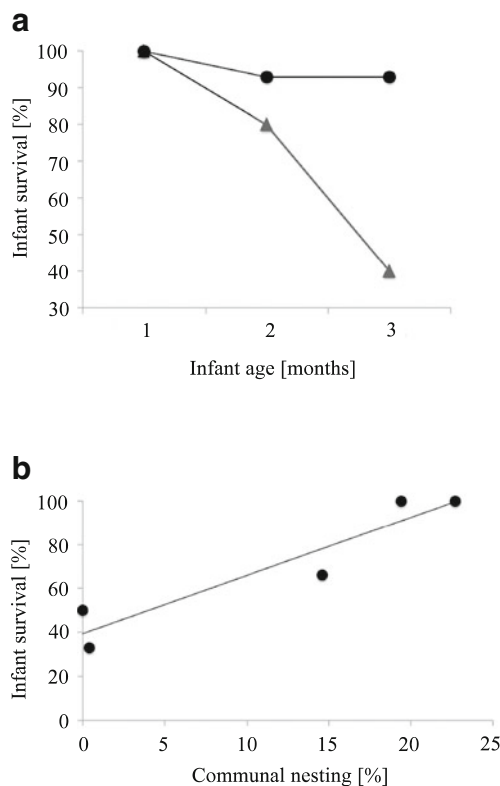 a
Infant survival [%]
100
90
80
70
60
50
40
30
1 2 3
Infant age [months]
b
Infant survival [%]
100
80
60
40
20
0
0 5 10 15 20 25
Communal nesting [%]